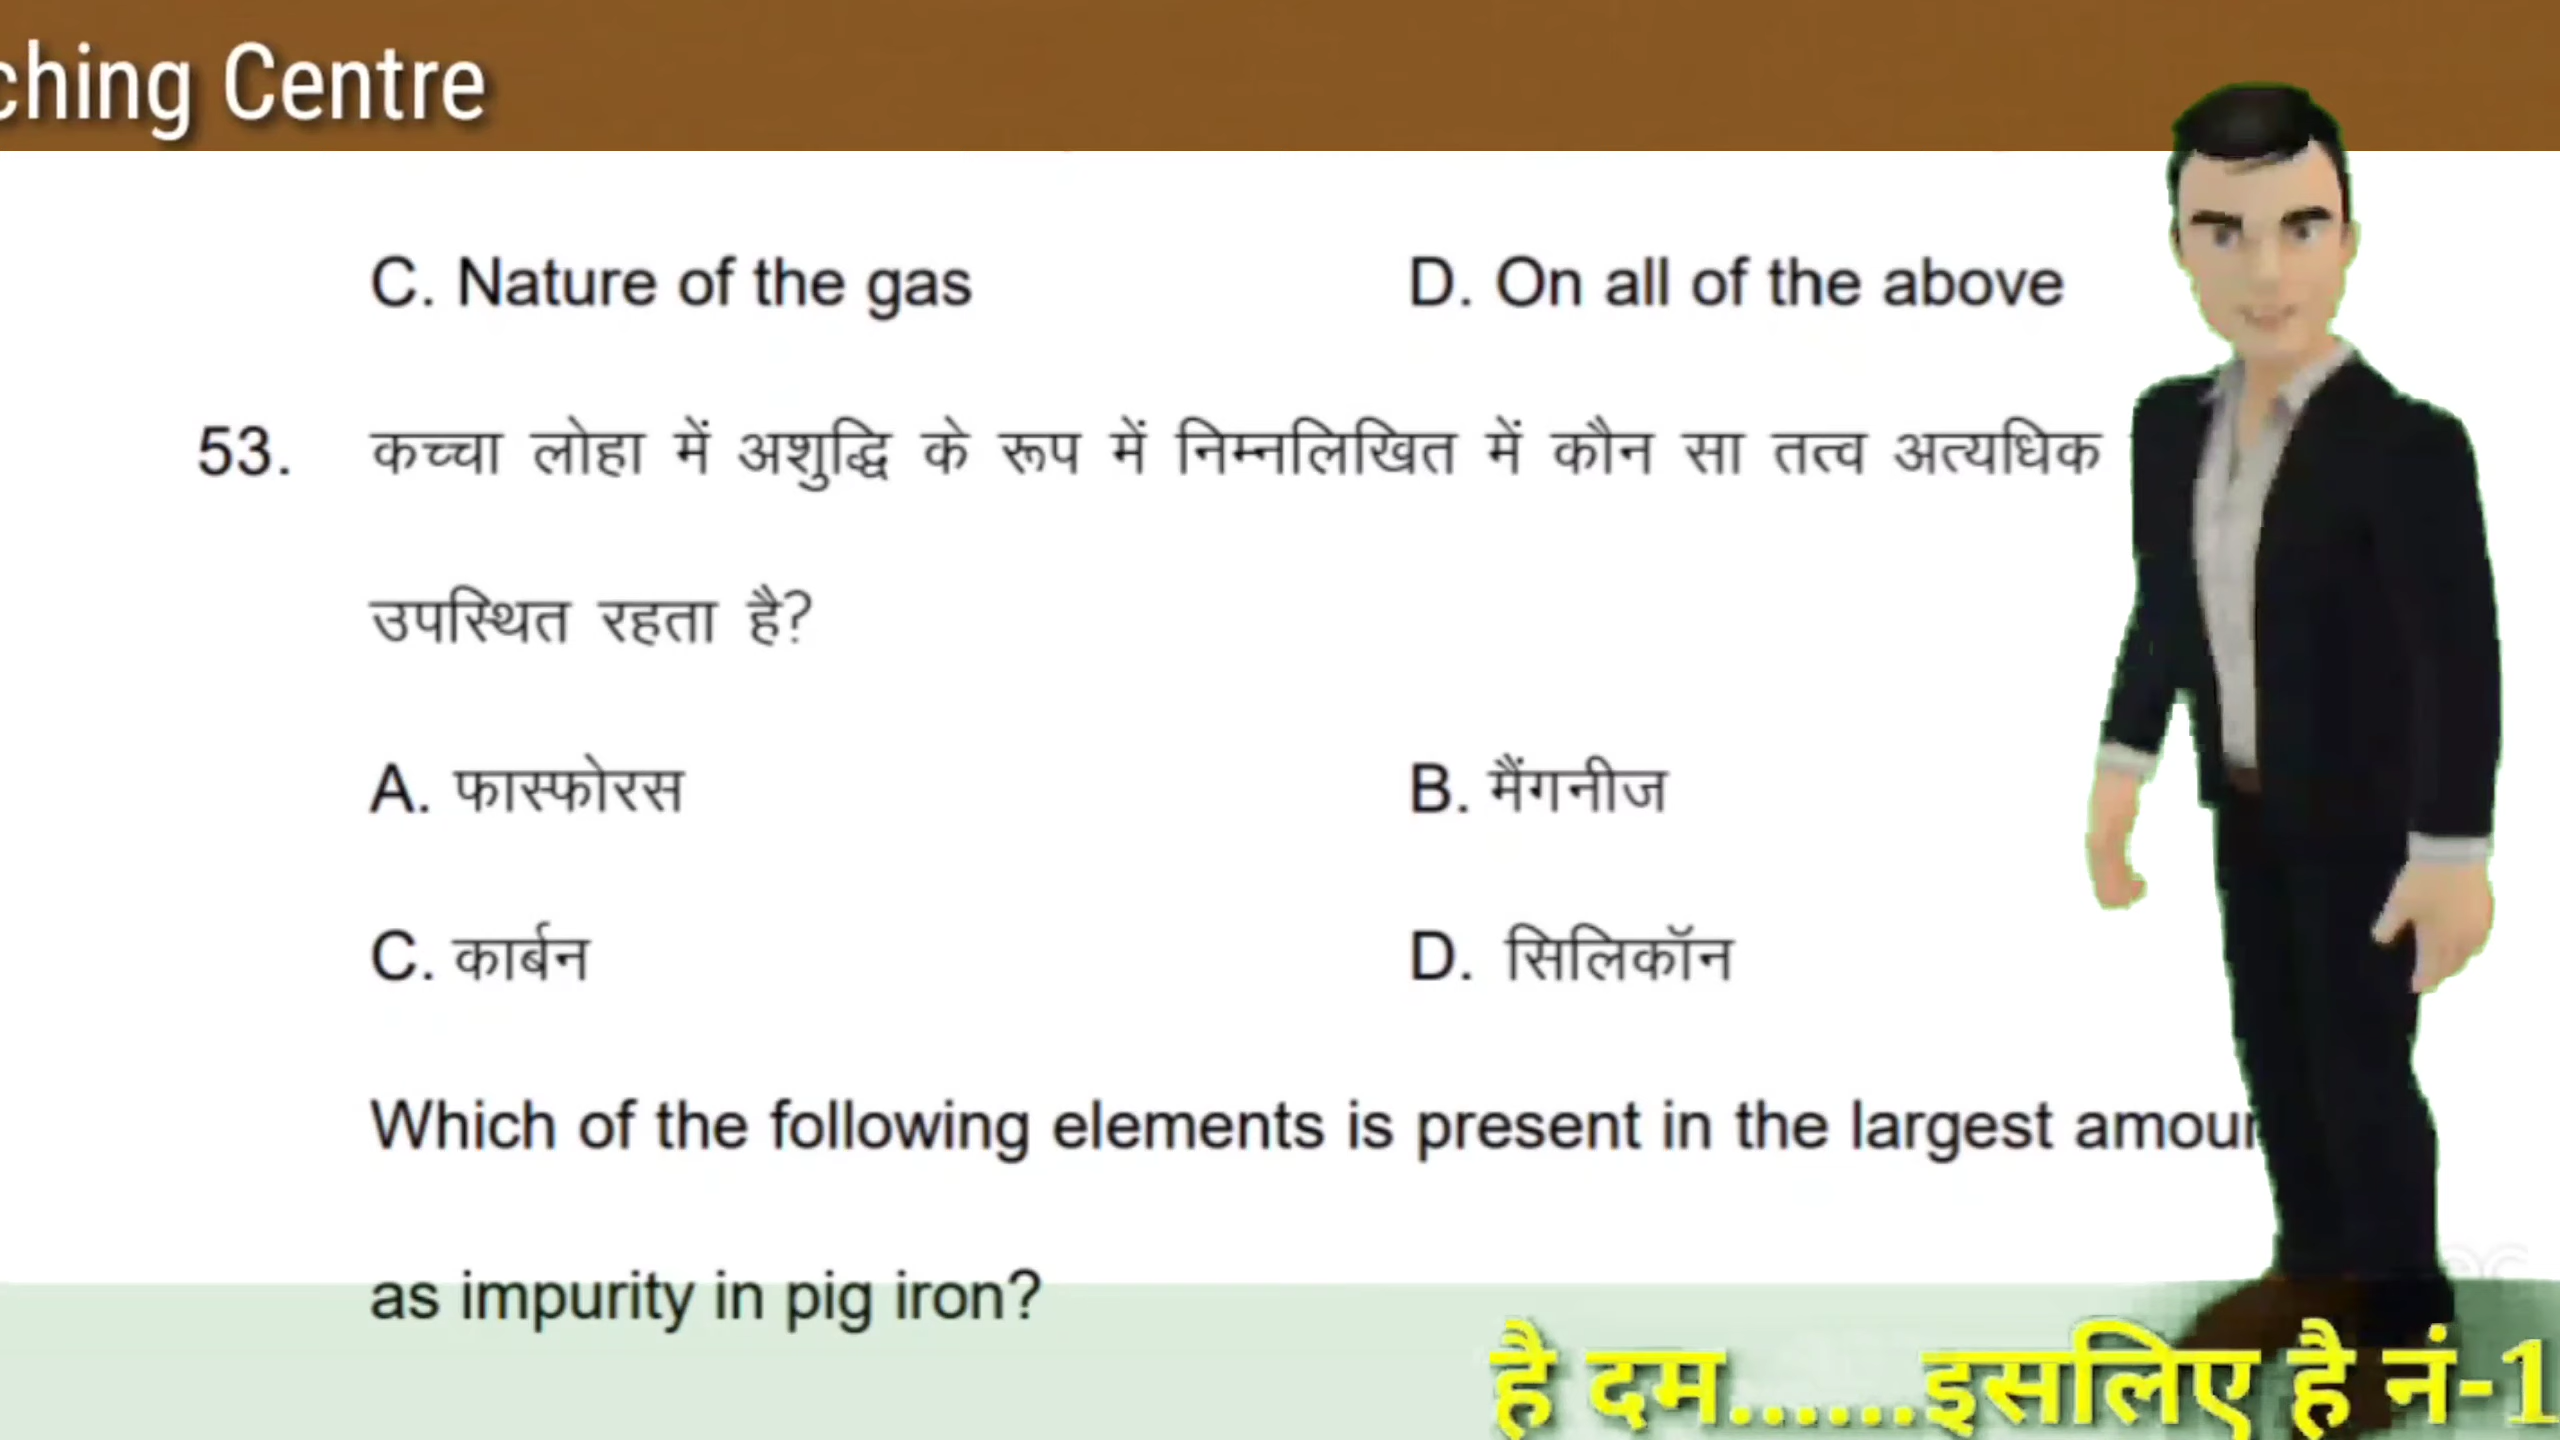 Centre
C. Nature of the gas D. On all of the above
53. कच्चा लोहा में अशुद्धि के रूप में निम्नलिखित में कौन सा तत्व अत्यधिक
उपस्थित रहता है?
A. फास्फोरस B. मैंगनीज
C. कार्बन D. सिलिकॉन
Which of the following elements is present in the largest
as impurity in pig iron?
है दम......इसलिए है नं-1